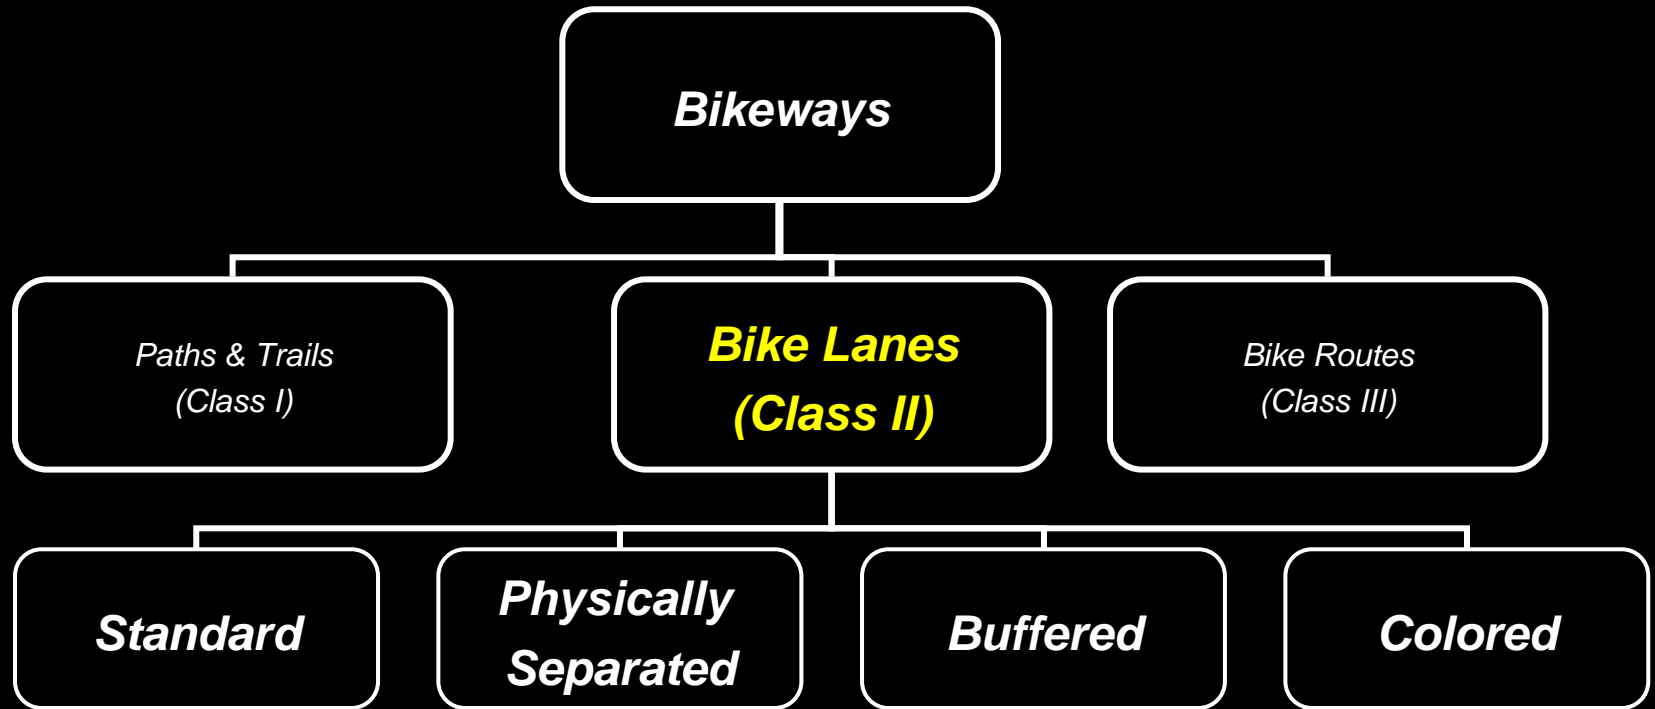 Bikeways
Paths & Trails
(Class I)
Bike Lanes
(Class II)
Bike Routes
(Class III)
Standard
Physically
Separated
Buffered
Colored